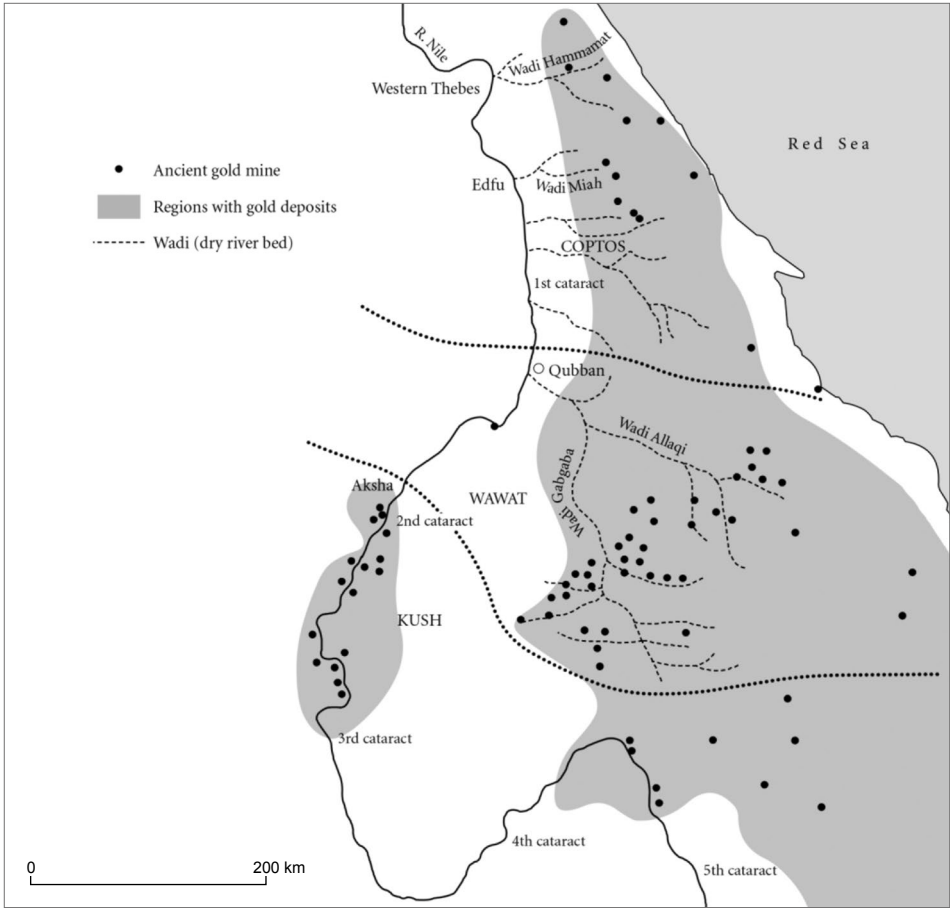 R. Nile
Wadi Hammamat
Western Thebes
Red Sea
Ancient gold mine
Edfu
Wadi Miah
Regions with gold deposits
Wadi (dry river bed)
COPTOS
1st cataract
Qubban
Wadi Allaqi
Wadi Gabgaba
Aksha
WAWAT
2nd cataract
KUSH
3rd cataract
4th cataract
0 200 km
5th cataract